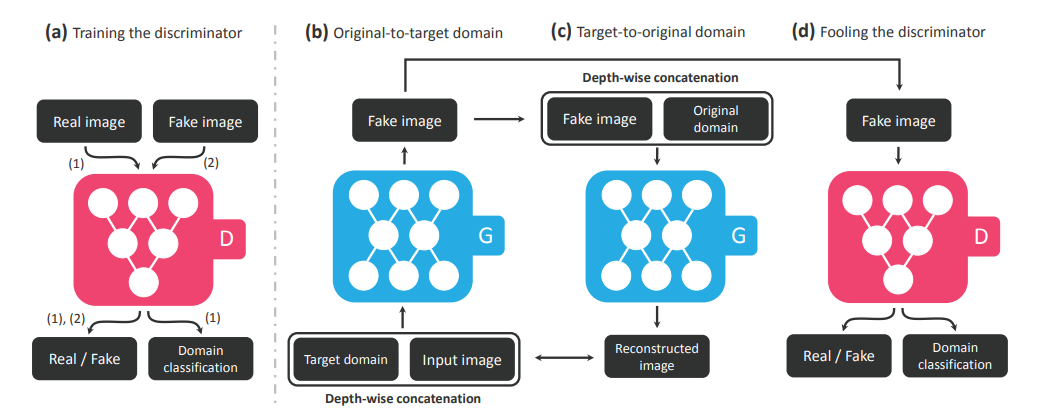 (a) Training the discriminator
(b) Original-to-target domain
(c) Target-to-original domain
(d) Fooling the discriminator
Real image
Fake image
(1)
(2)
D
(1), (2)
(1)
Real / Fake
Domain
classification
Fake image
G
Target domain
Input image
Depth-wise concatenation
Depth-wise concatenation
Fake image
Original
domain
G
Reconstructed
image
Fake image
D
Real / Fake
Domain
classification